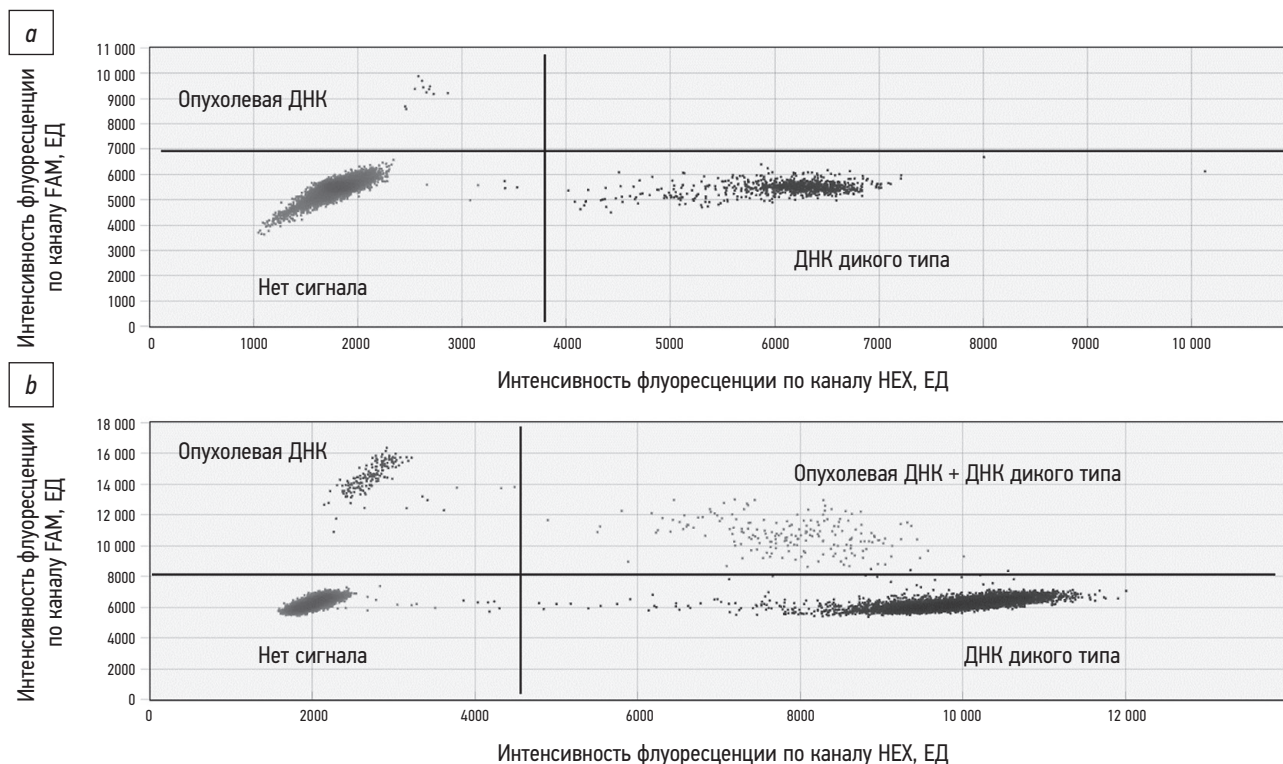 a
Интенсивность флуоресценции
по каналу FAM, ЕД
11 000
10 000
9000
8000
7000
6000
5000
4000
3000
2000
1000
0
Опухолевая ДНК
Нет сигнала
ДНК дикого типа
0 1000 2000 3000 4000 5000 6000 7000 8000 9000 10 000
Интенсивность флуоресценции по каналу HEX, ЕД
b
Интенсивность флуоресценции
по каналу FAM, ЕД
18 000
16 000
14 000
12 000
10 000
8000
6000
4000
2000
0
Опухолевая ДНК
Опухолевая ДНК + ДНК дикого типа
Нет сигнала
ДНК дикого типа
0 2000 4000 6000 8000 10 000 12 000
Интенсивность флуоресценции по каналу HEX, ЕД